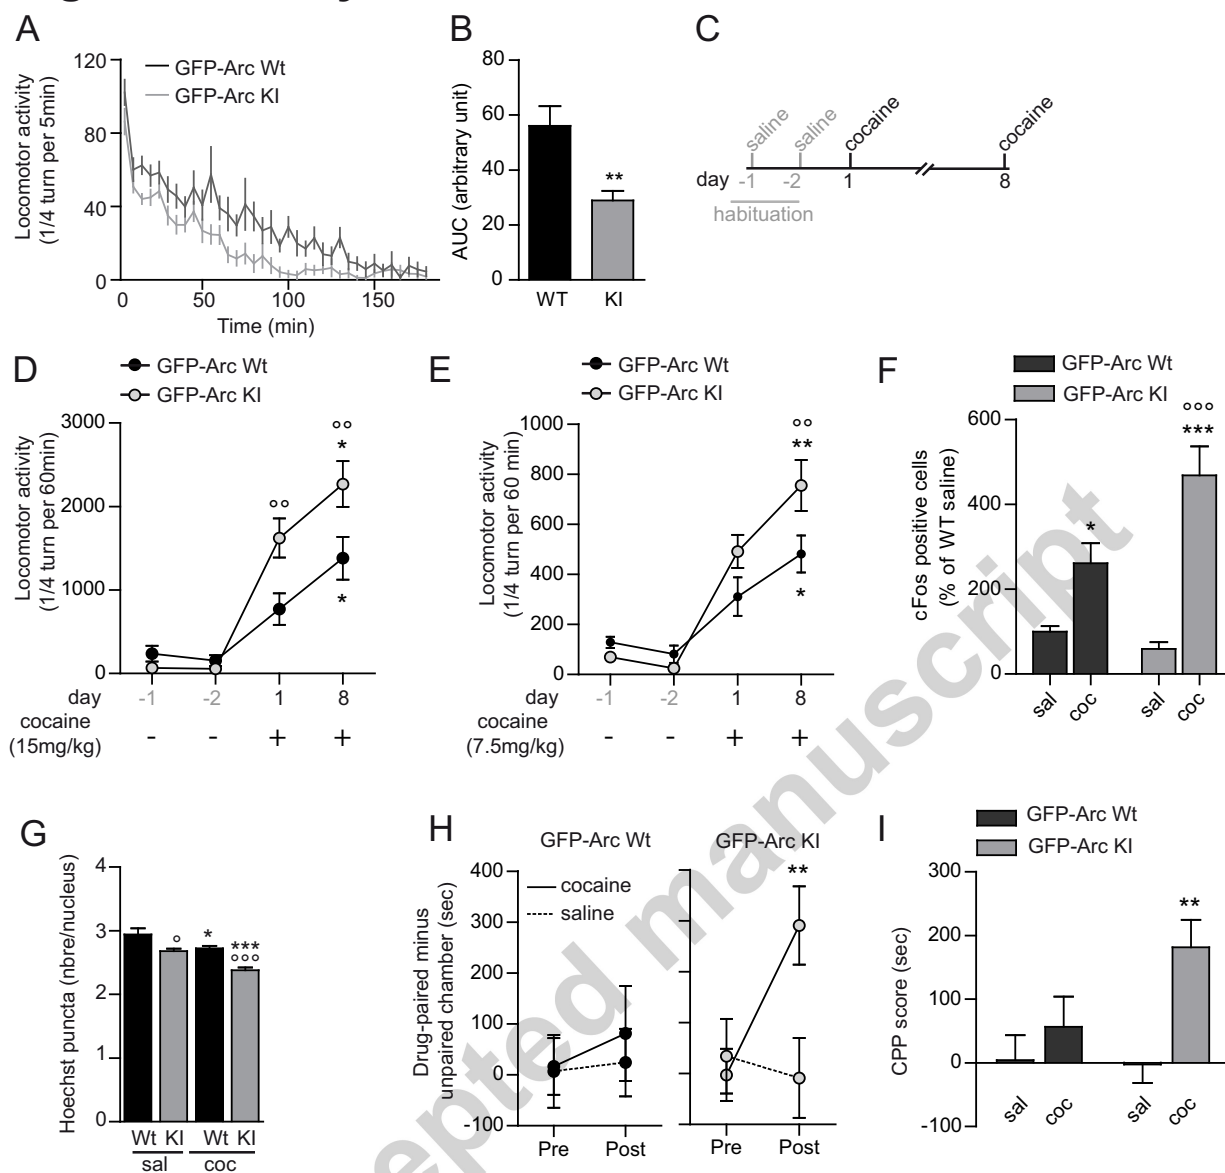 A
120
80
40
0
Locomotor activity
(1/4 turn per 5min)
GFP-Arc Wt
GFP-Arc KI
0
50
100
150
Time (min)
B
80
60
40
20
0
AUC (arbitrary unit)
**
WT
KI
C
saline
saline
cocaine
cocaine
day
-1
-2
1
8
habituation
D
GFP-Arc Wt
GFP-Arc KI
3000
2000
1000
0
Locomotor activity
(1/4 turn per 60min)
°°
°°
*
*
day
-1
-2
1
8
cocaine
(15mg/kg)
-
-
+
+
E
GFP-Arc Wt
GFP-Arc KI
1000
800
600
400
200
0
Locomotor activity
(1/4 turn per 60 min)
°°
**
*
day
-1
-2
1
8
cocaine
(7.5mg/kg)
-
-
+
+
F
GFP-Arc Wt
GFP-Arc KI
600
400
200
0
cFos positive cells
(% of WT saline)
*
°°°
***
sal
coc
sal
coc
G
4
3
2
1
0
Hoechst puncta (nbre/nucleus)
°
*
***
°°°
Wt KI
Wt KI
sal
coc
H
GFP-Arc Wt
GFP-Arc KI
400
300
200
100
0
-100
Drug-paired minus
unpaired chamber (sec)
cocaine
saline
**
Pre
Post
Pre
Post
I
GFP-Arc Wt
GFP-Arc KI
300
200
100
0
-100
CPP score (sec)
**
sal
coc
sal
coc
epted manuscript